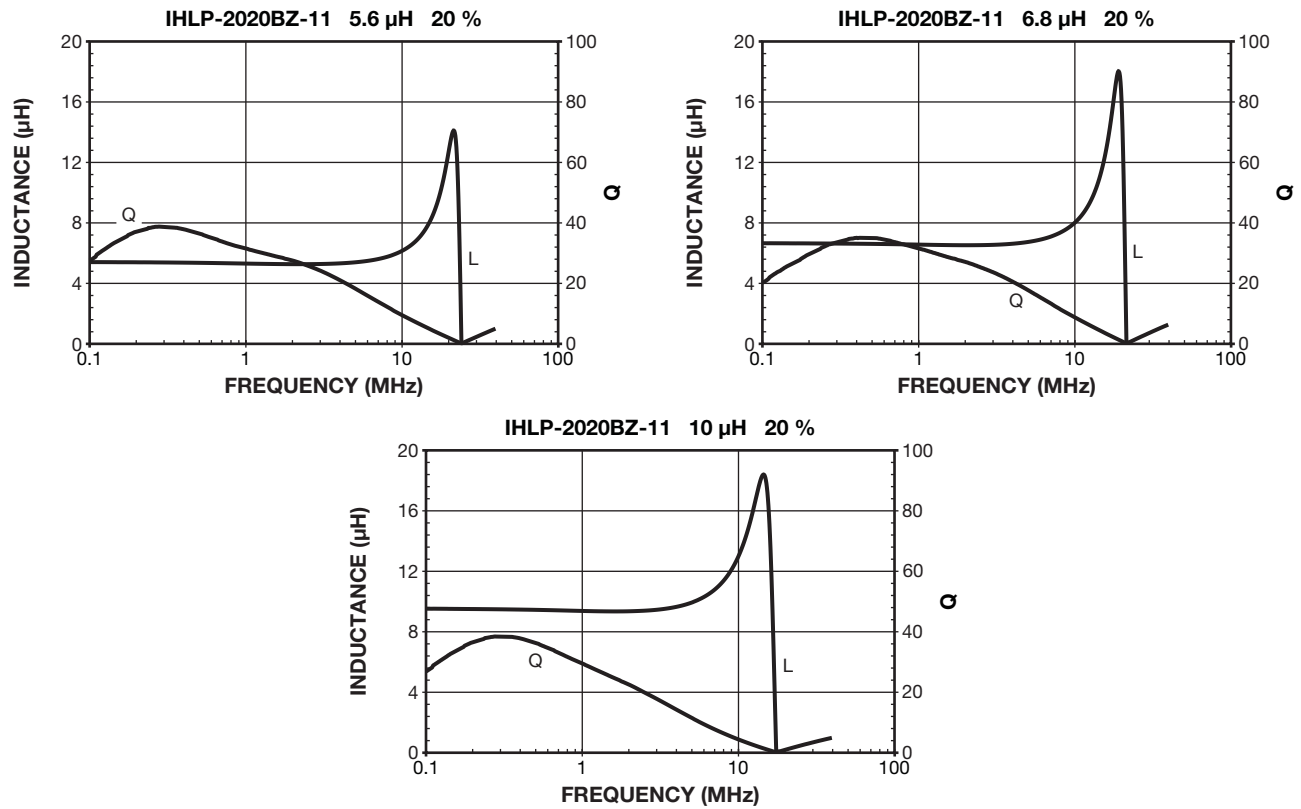 IHLP-2020BZ-11 5.6 µH 20 %
20
16
12
8
4
0
INDUCTANCE (µH)
100
80
60
40
20
0
Q
Q
L
0.1
1
10
100
FREQUENCY (MHz)
IHLP-2020BZ-11 6.8 µH 20 %
20
16
12
8
4
0
INDUCTANCE (µH)
100
80
60
40
20
0
Q
L
Q
0.1
1
10
100
FREQUENCY (MHz)
IHLP-2020BZ-11 10 µH 20 %
20
16
12
8
4
0
INDUCTANCE (µH)
100
80
60
40
20
0
Q
Q
L
0.1
1
10
100
FREQUENCY (MHz)